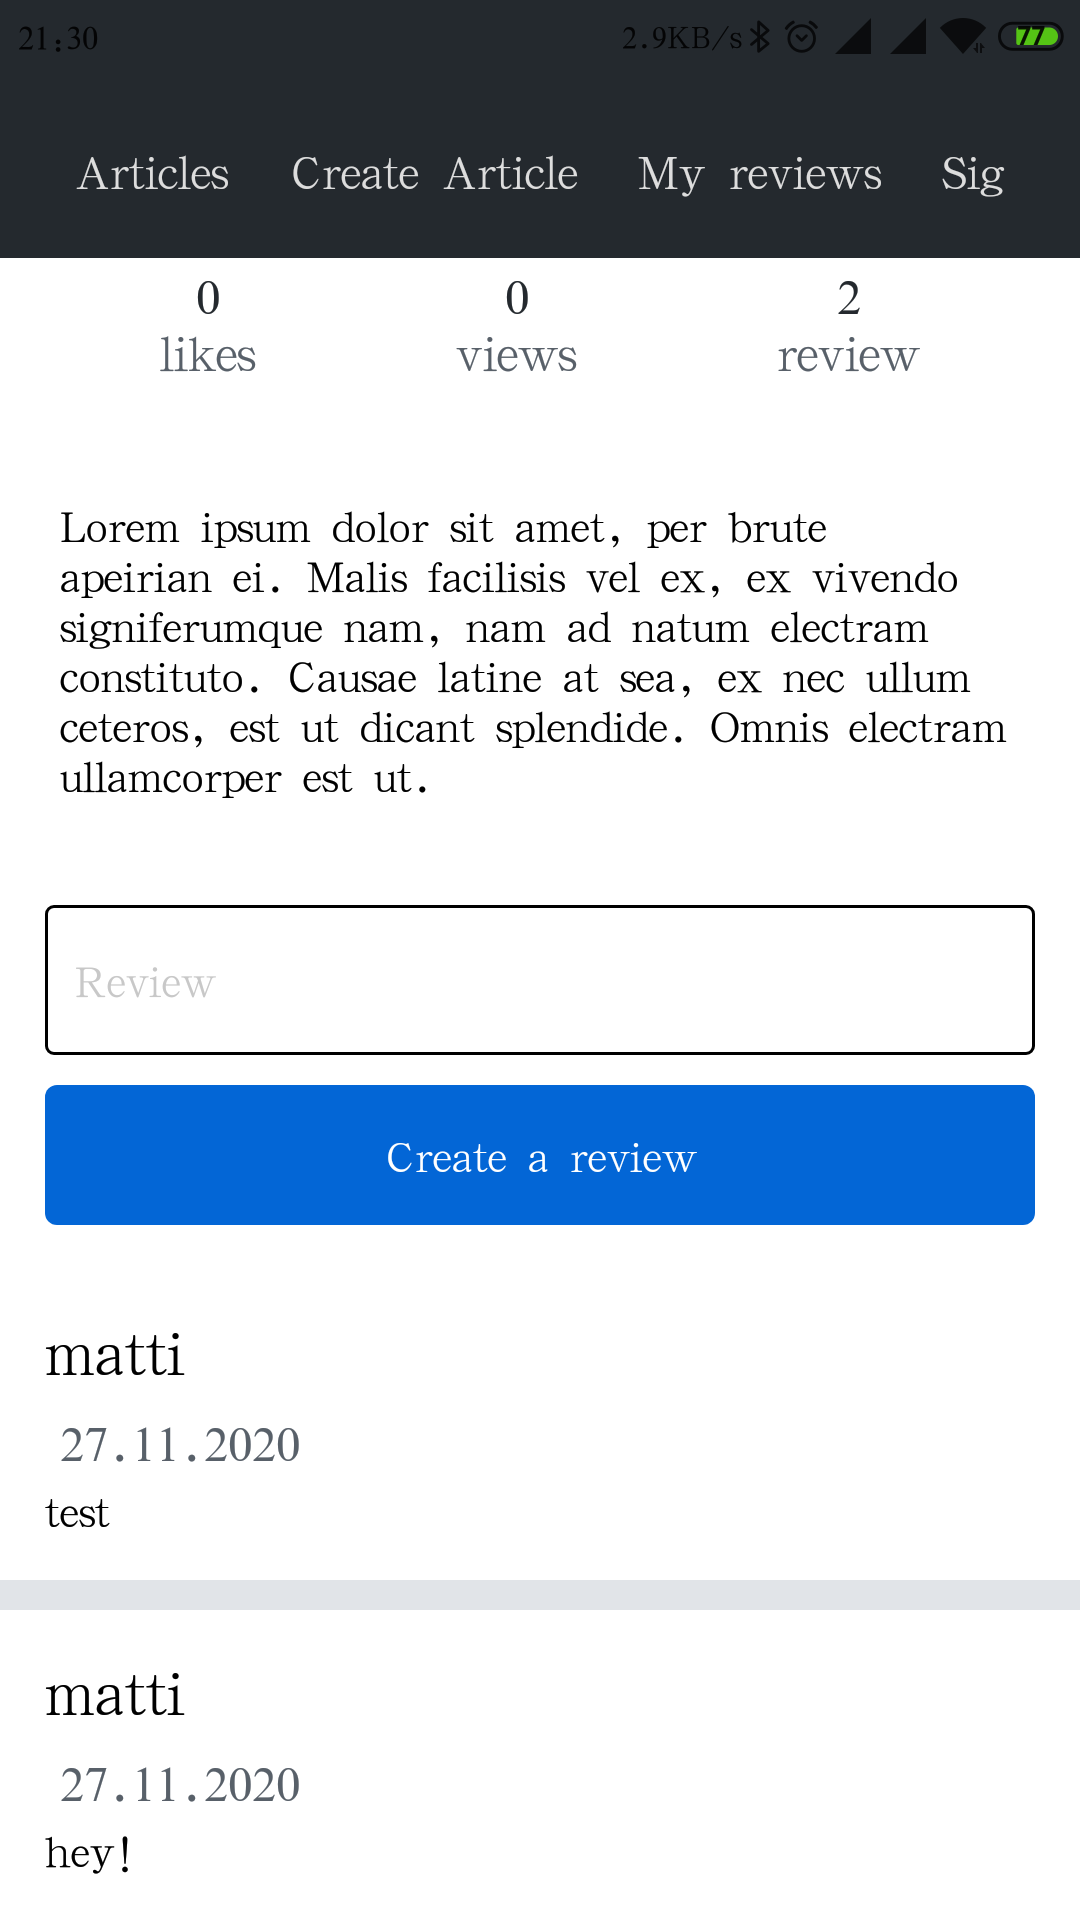 21:30 2.9KB/s 77
Articles Create Article My reviews Sig
0 0 2
likes views review
Lorem ipsum dolor sit amet, per brute
apeirian ei. Malis facilisis vel ex, ex vivendo
signiferumque nam, nam ad natum electram
constituto. Causae latine at sea, ex nec ullum
ceteros, est ut dicant splendide. Omnis electram
ullamcorper est ut.
Review
Create a review
matti
27.11.2020
test
matti
27.11.2020
hey!